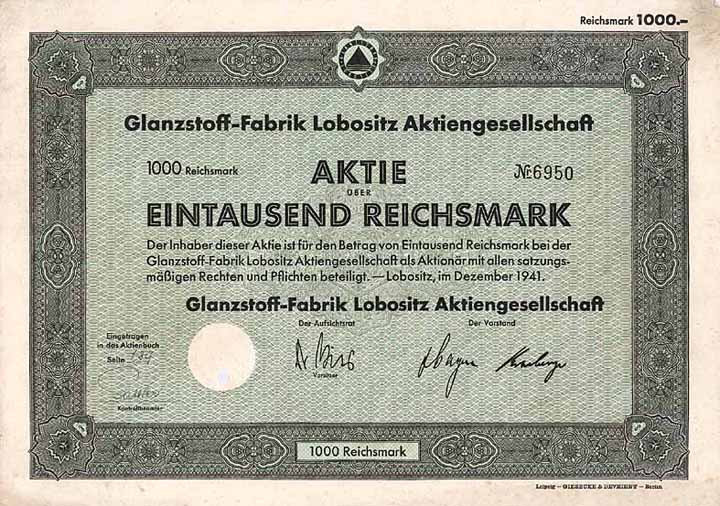 Reichsmark 1000.–
Glanzstoff-Fabrik Lobositz Aktiengesellschaft
1000 Reichsmark AKTIE № 6950
ÜBER
EINTAUSEND REICHSMARK
Der Inhaber dieser Aktie ist für den Betrag von Eintausend Reichsmark bei der
Glanzstoff-Fabrik Lobositz Aktiengesellschaft als Aktionär mit allen satzungs-
mäßigen Rechten und Pflichten beteiligt. — Lobositz, im Dezember 1941.
Glanzstoff-Fabrik Lobositz Aktiengesellschaft
Der Aufsichtsrat Der Vorstand
Eingetragen
in das Aktienbuch
Seite
Vorsitzer
Kontrollbeamter
1000 Reichsmark
Leipzig – GIESECKE & DEVRIENT – Berlin